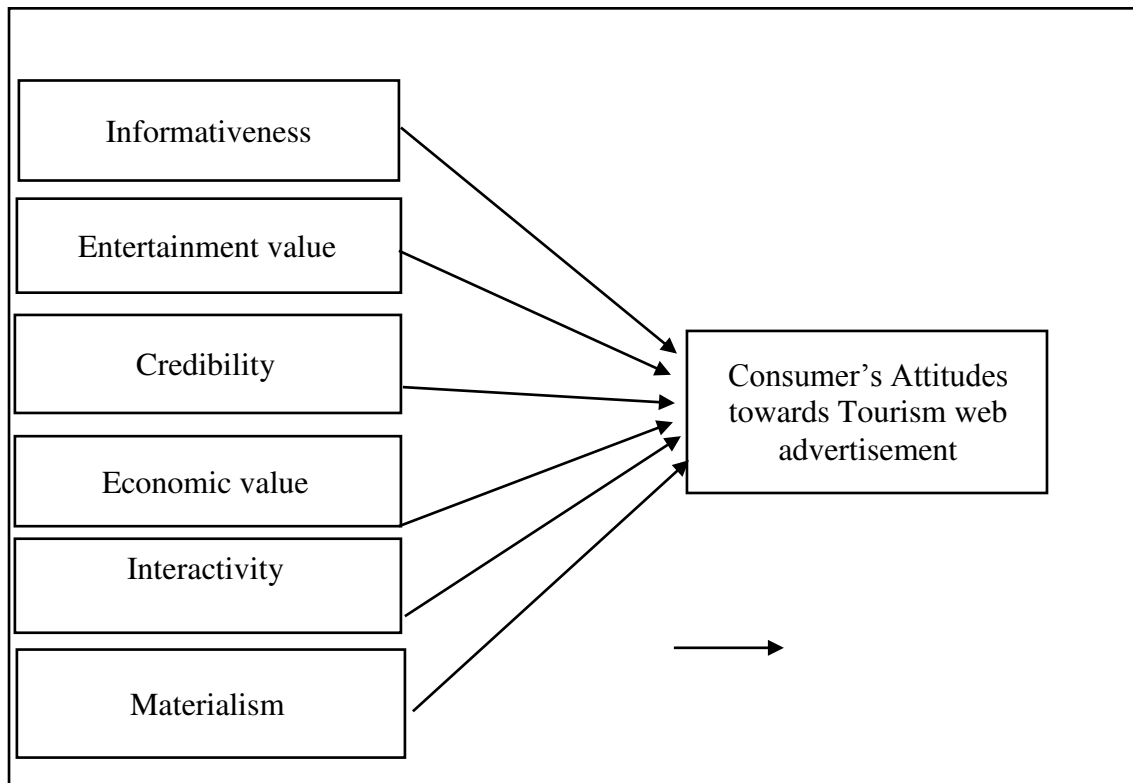 Informativeness
Entertainment value
Credibility
Economic value
Interactivity
Materialism
Consumer’s Attitudes
towards Tourism web
advertisement